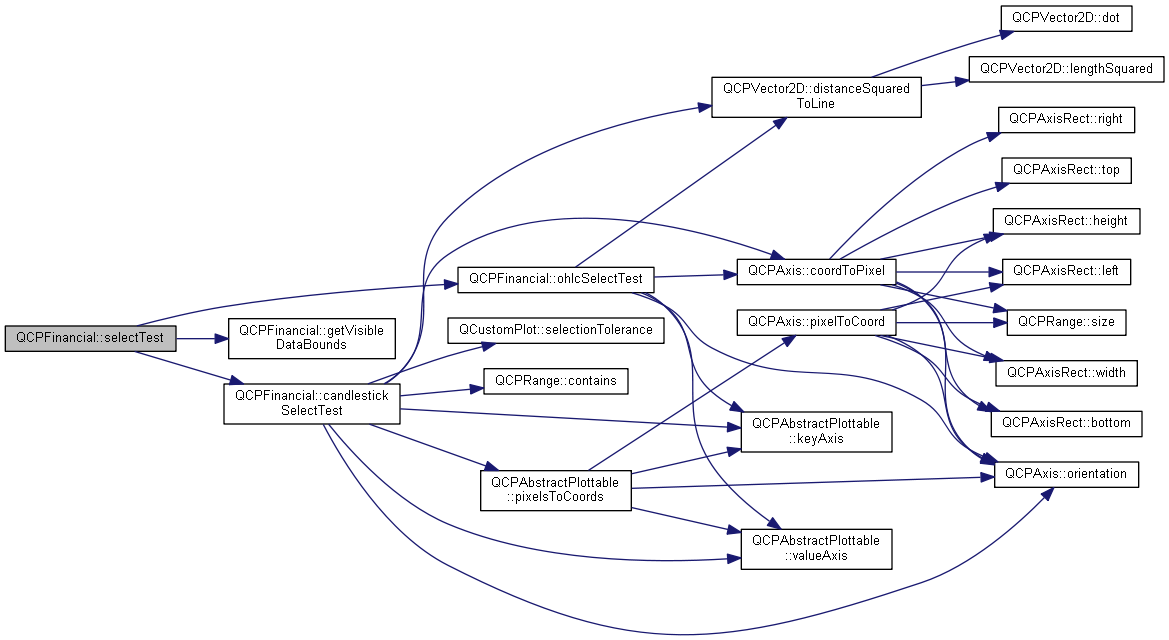 QCPVector2D::dot
QCPVector2D::lengthSquared
QCPVector2D::distanceSquared
ToLine
QCPAxisRect::right
QCPAxisRect::top
QCPAxisRect::height
QCPAxis::coordToPixel
QCPAxisRect::left
QCPFinancial::ohlcSelectTest
QCPAxis::pixelToCoord
QCPRange::size
QCPFinancial::selectTest
QCPFinancial::getVisible
DataBounds
QCustomPlot::selectionTolerance
QCPAxisRect::width
QCPRange::contains
QCPFinancial::candlestick
SelectTest
QCPAbstractPlottable
::keyAxis
QCPAxisRect::bottom
QCPAxis::orientation
QCPAbstractPlottable
::pixelsToCoords
QCPAbstractPlottable
::valueAxis